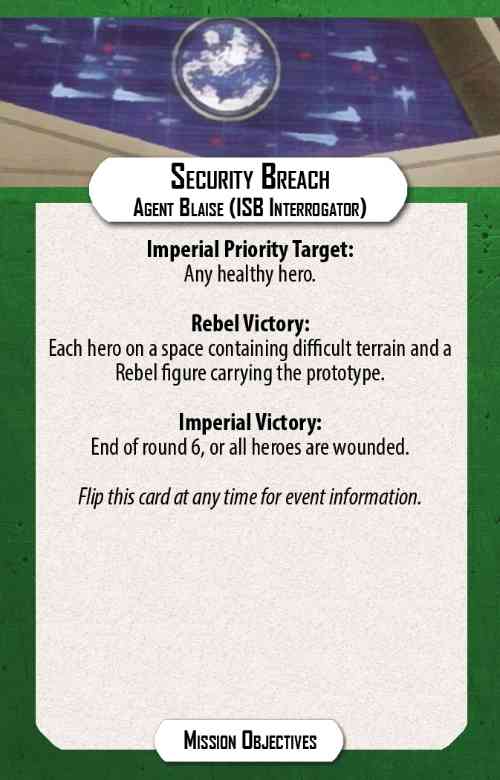 Security Breach
Agent Blaise (ISB Interrogator)
Imperial Priority Target:
Any healthy hero.
Rebel Victory:
Each hero on a space containing difficult terrain and a
Rebel figure carrying the prototype.
Imperial Victory:
End of round 6, or all heroes are wounded.
Flip this card at any time for event information.
Mission Objectives